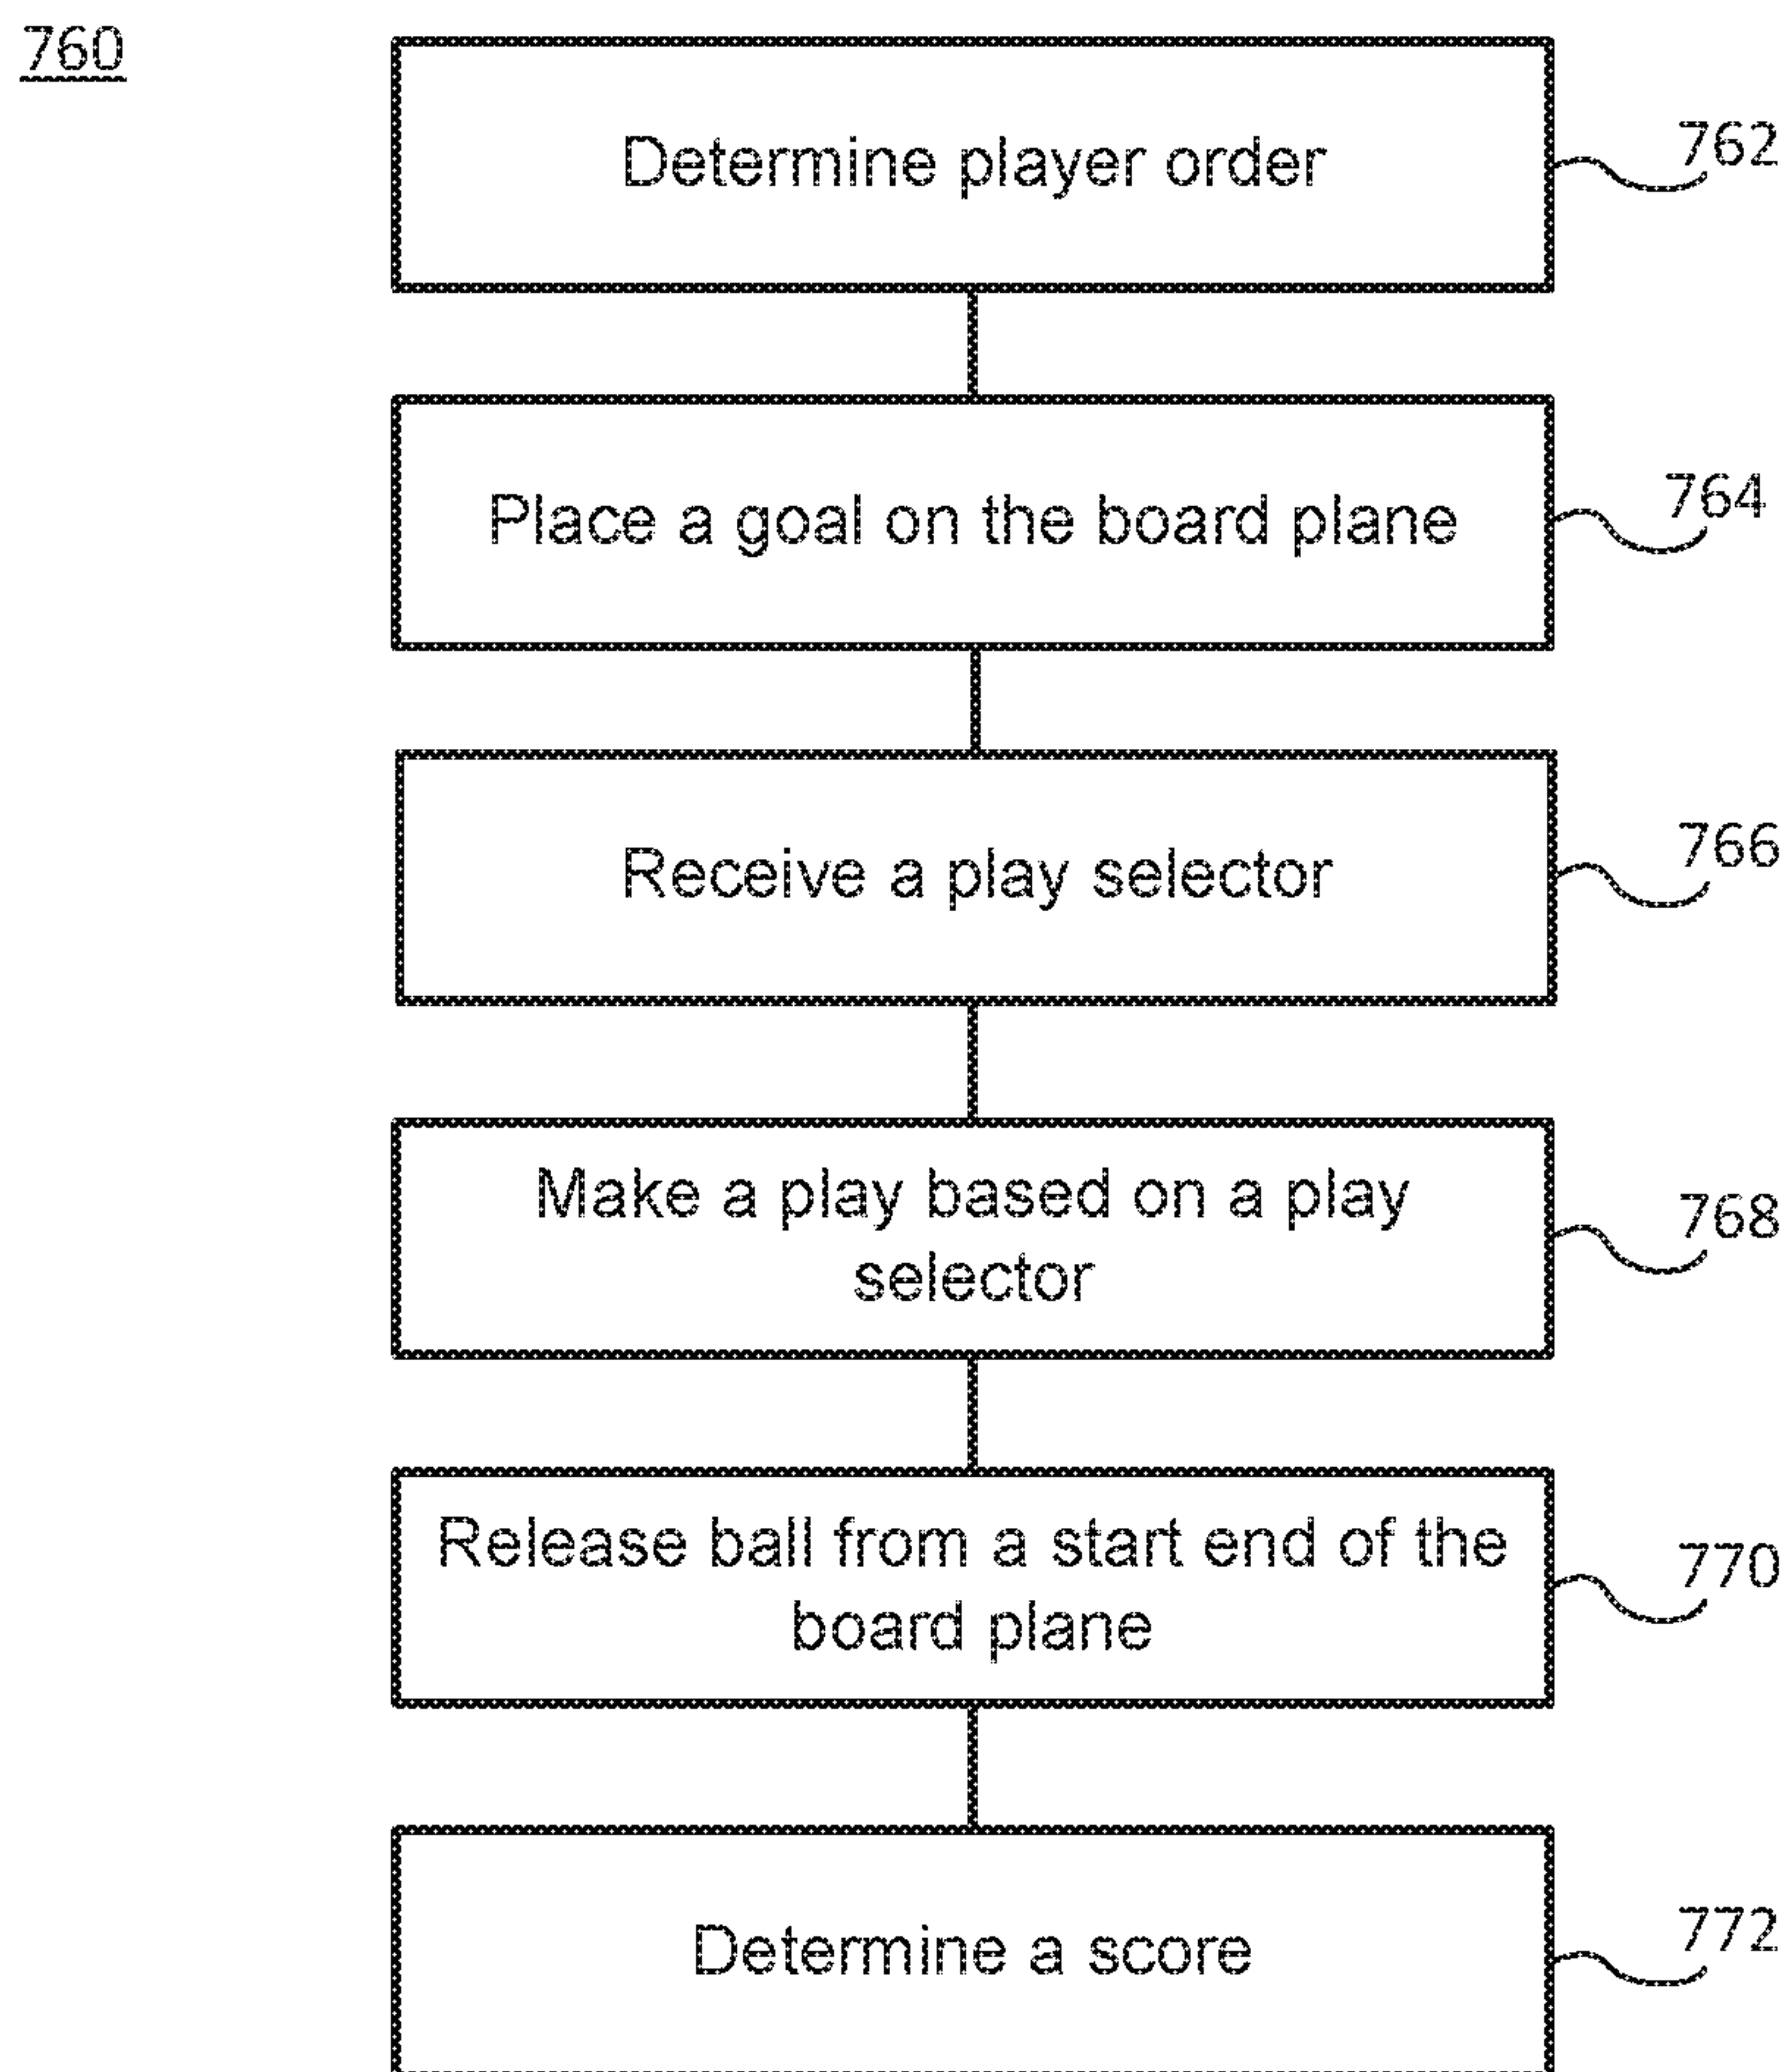 760
Determine player order
762
Place a goal on the board plane
764
Receive a play selector
766
Make a play based on a play
selector
768
Release ball from a start end of the
board plane
770
Determine a score
772